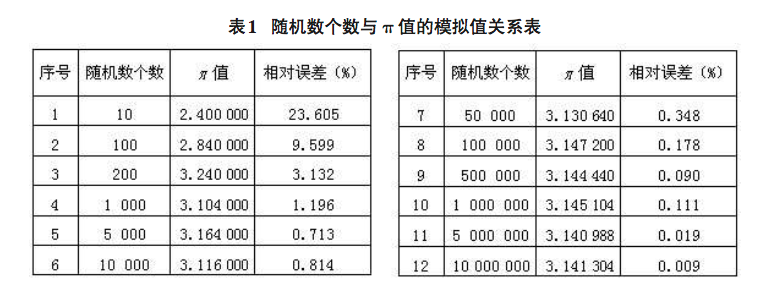 表1 随机数个数与π值的模拟值关系表
序号 随机数个数 π值 相对误差（%）
1 10 2.400 000 23.605
2 100 2.840 000 9.599
3 200 3.240 000 3.132
4 1 000 3.104 000 1.196
5 5 000 3.164 000 0.713
6 10 000 3.116 000 0.814
序号 随机数个数 π值 相对误差（%）
7 50 000 3.130 640 0.348
8 100 000 3.147 200 0.178
9 500 000 3.144 440 0.090
10 1 000 000 3.145 104 0.111
11 5 000 000 3.140 988 0.019
12 10 000 000 3.141 304 0.009